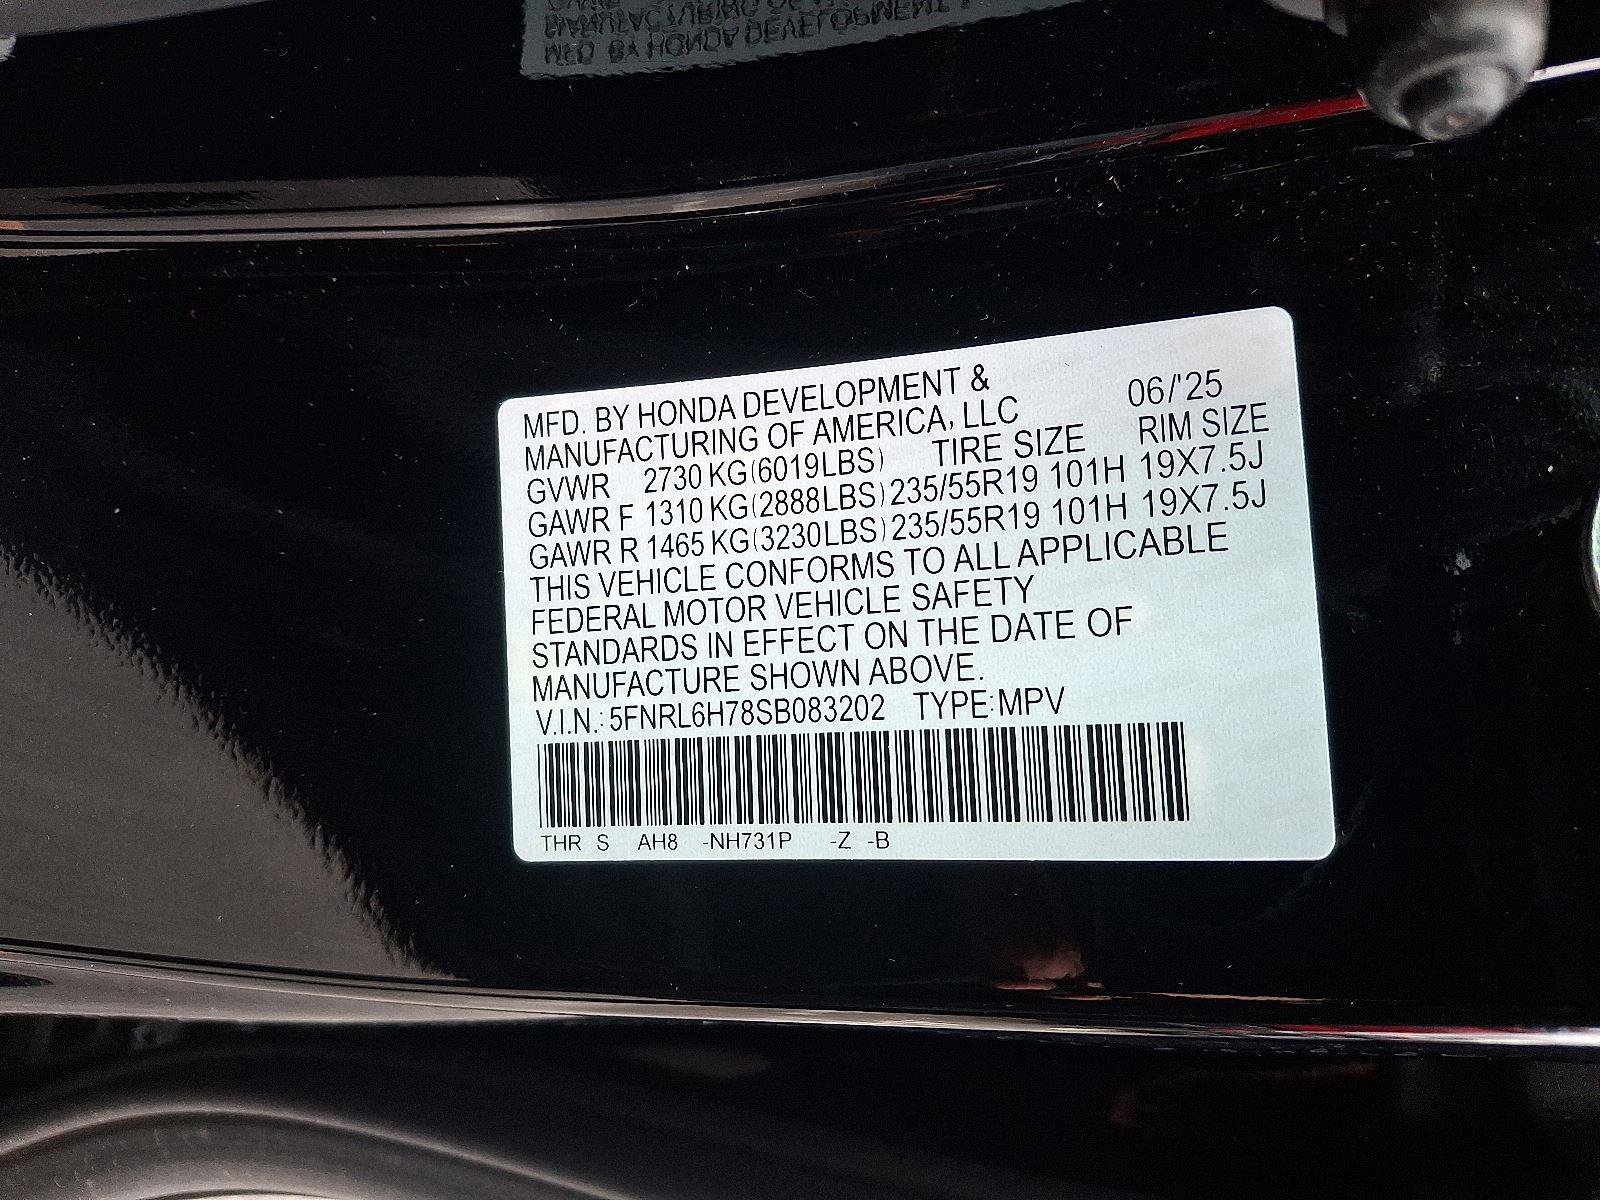 MFD. BY HONDA DEVELOPMENT &
MANUFACTURING OF AMERICA, LLC 06/'25
GVWR 2730 KG(6019LBS) TIRE SIZE RIM SIZE
GAWR F 1310 KG(2888LBS) 235/55R19 101H 19X7.5J
GAWR R 1465 KG(3230LBS) 235/55R19 101H 19X7.5J
THIS VEHICLE CONFORMS TO ALL APPLICABLE
FEDERAL MOTOR VEHICLE SAFETY
STANDARDS IN EFFECT ON THE DATE OF
MANUFACTURE SHOWN ABOVE.
V.I.N.: 5FNRL6H78SB083202 TYPE:MPV
THR S AH8 -NH731P -Z -B